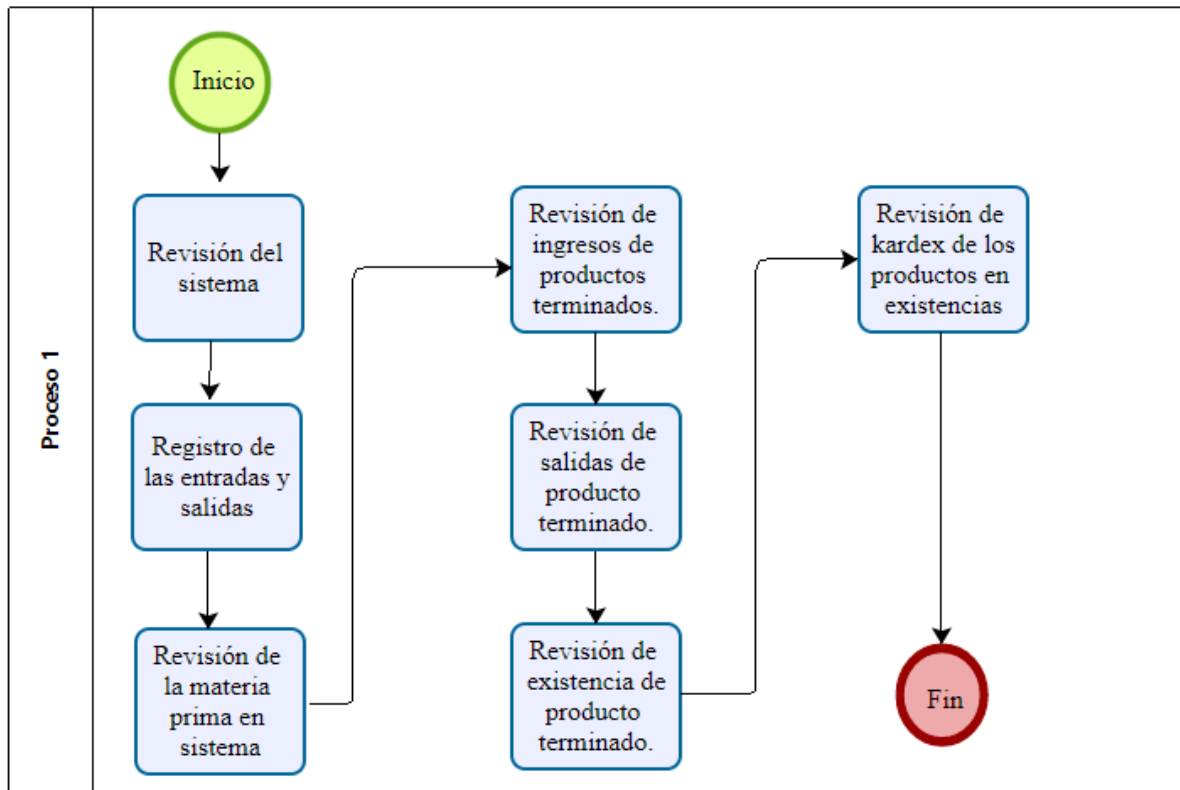 Proceso 1
Inicio
Revisión del
sistema
Registro de
las entradas y
salidas
Revisión de
la materia
prima en
sistema
Revisión de
ingresos de
productos
terminados.
Revisión de
salidas de
producto
terminado.
Revisión de
existencia de
producto
terminado.
Revisión de
kardex de los
productos en
existencias
Fin